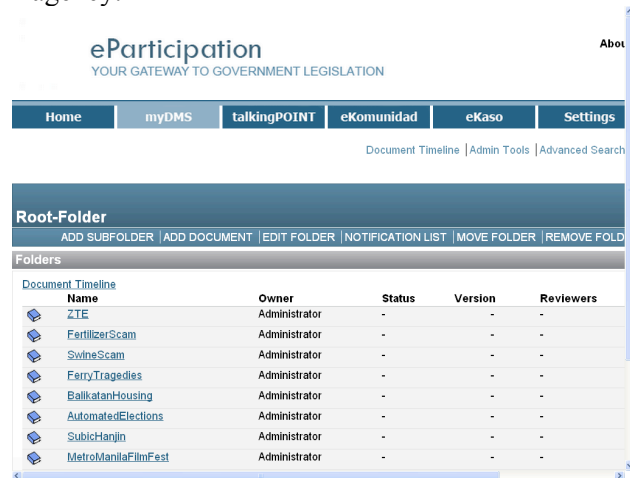 agency.
eParticipation
YOUR GATEWAY TO GOVERNMENT LEGISLATION
Abou
Home myDMS talkingPOINT eKomunidad eKaso Settings
Document Timeline |Admin Tools |Advanced Search
Root-Folder
ADD SUBFOLDER |ADD DOCUMENT |EDIT FOLDER |NOTIFICATION LIST |MOVE FOLDER |REMOVE FOLD
Folders
Document Timeline
Name Owner Status Version Reviewers
ZTE Administrator - - -
FertilizerScam Administrator - - -
SwineScam Administrator - - -
FerryTragedies Administrator - - -
BalikatanHousing Administrator - - -
AutomatedElections Administrator - - -
SubicHanjin Administrator - - -
MetroManilaFilmFest Administrator - - -